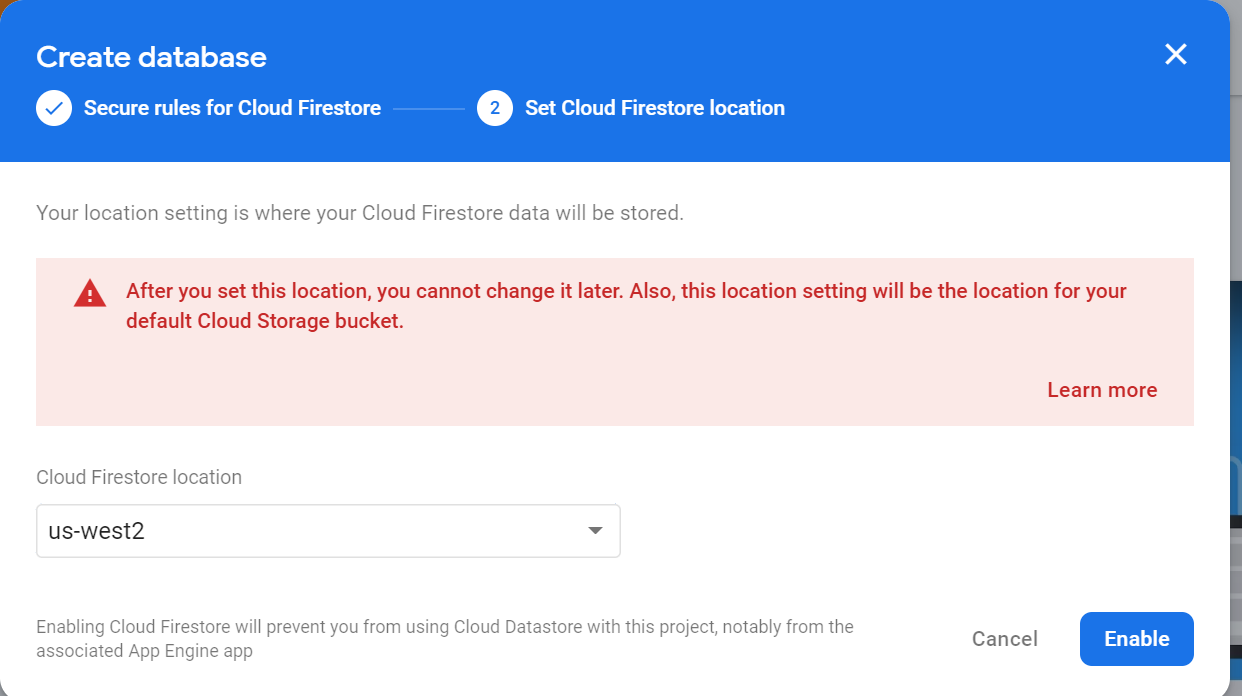 Create database
Secure rules for Cloud Firestore
2
Set Cloud Firestore location
Your location setting is where your Cloud Firestore data will be stored.
After you set this location, you cannot change it later. Also, this location setting will be the location for your
default Cloud Storage bucket.
Learn more
Cloud Firestore location
us-west2
Enabling Cloud Firestore will prevent you from using Cloud Datastore with this project, notably from the
associated App Engine app
Cancel
Enable